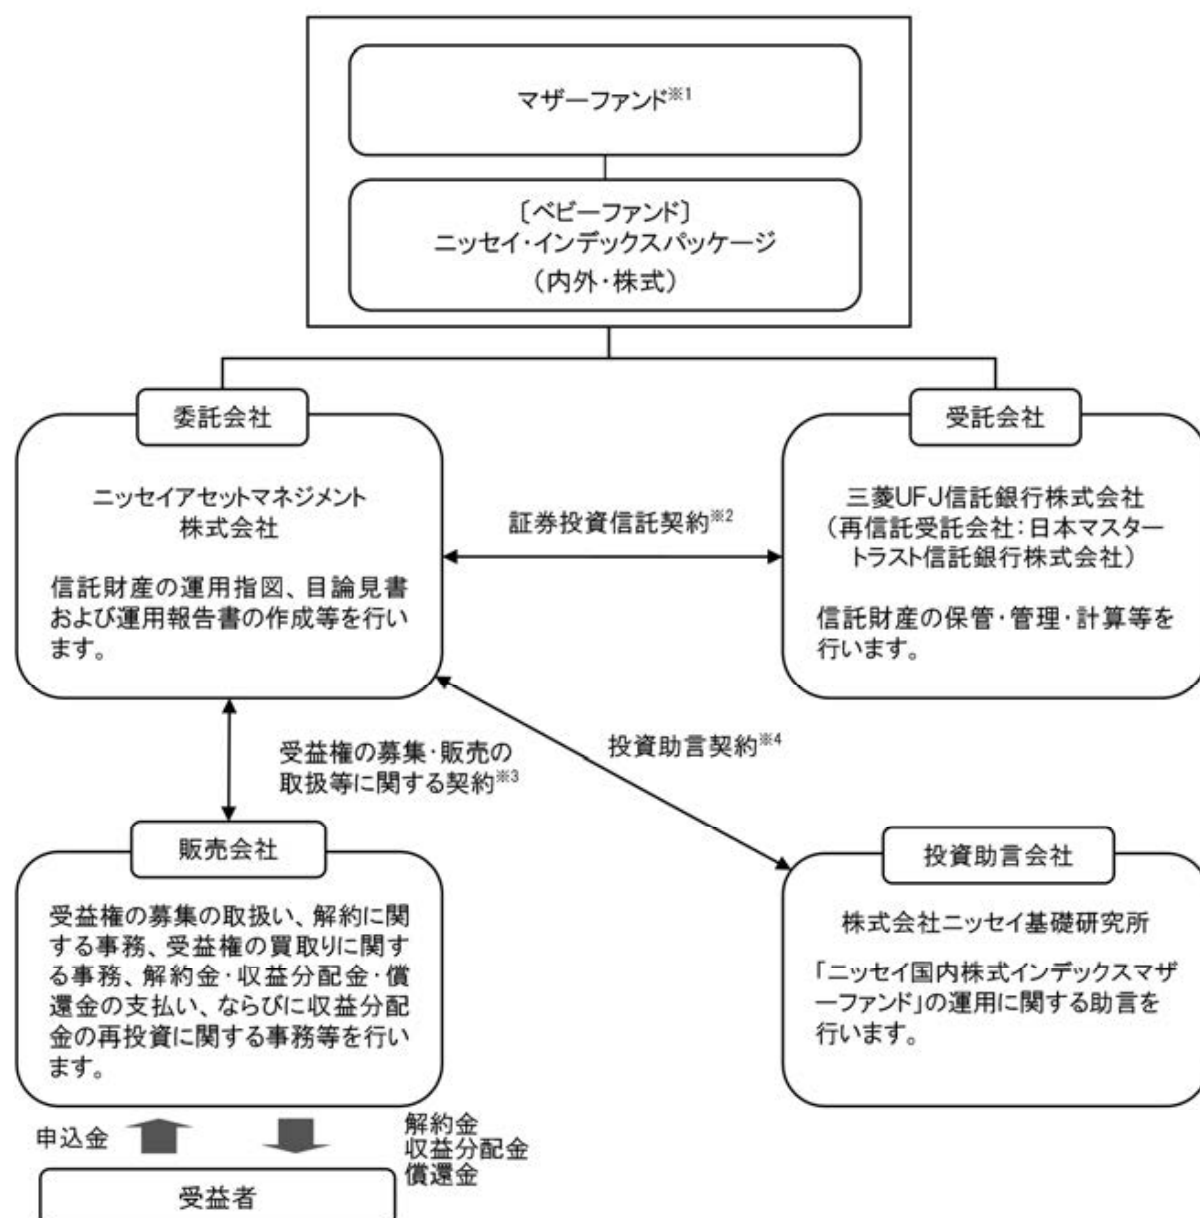 マザーファンド※1
〔ベビーファンド〕
ニッセイ・インデックスパッケージ
（内外・株式）
委託会社
ニッセイアセットマネジメント
株式会社
信託財産の運用指図、目論見書
および運用報告書の作成等を行い
ます。
受託会社
三菱UFJ信託銀行株式会社
（再信託受託会社：日本マスター
トラスト信託銀行株式会社）
信託財産の保管・管理・計算等を
行います。
証券投資信託契約※2
受益権の募集・販売の
取扱等に関する契約※3
投資助言契約※4
販売会社
受益権の募集の取扱い、解約に関
する事務、受益権の買取りに関す
る事務、解約金・収益分配金・償
還金の支払い、ならびに収益分配
金の再投資に関する事務等を行い
ます。
投資助言会社
株式会社ニッセイ基礎研究所
「ニッセイ国内株式インデックスマザ
ーファンド」の運用に関する助言を
行います。
申込金
解約金
収益分配金
償還金
受益者